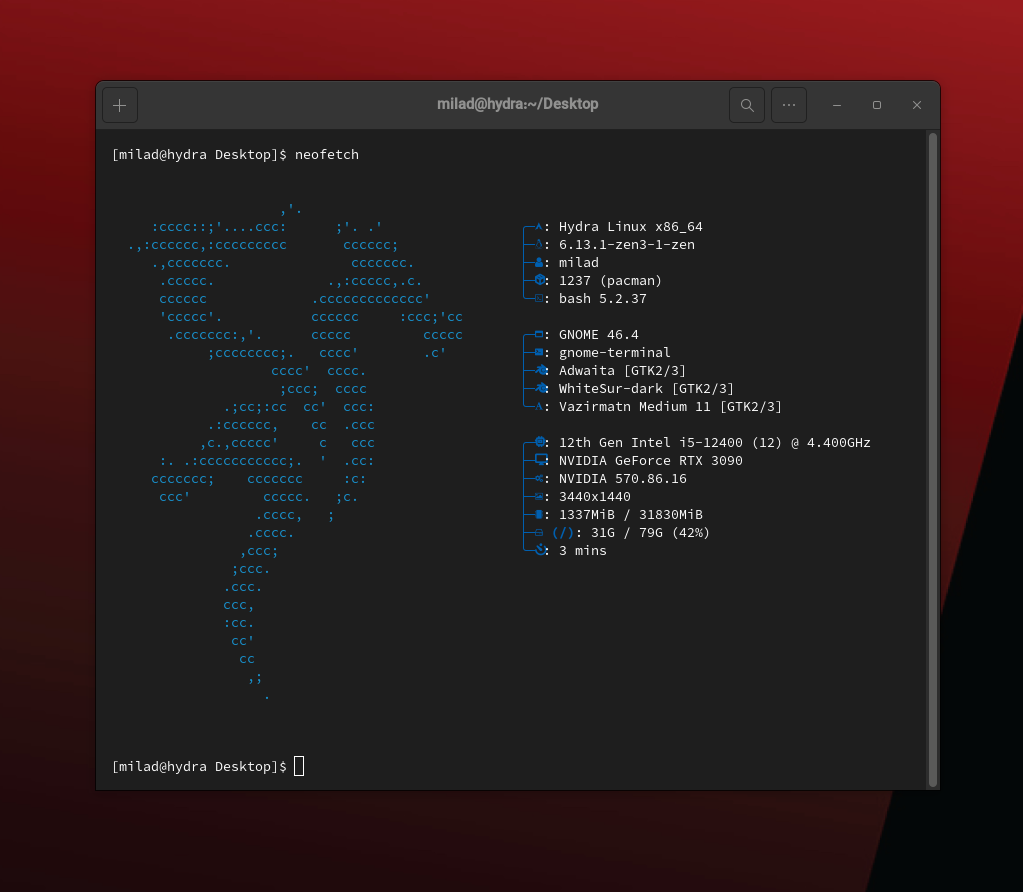 milad@hydra:~/Desktop
[milad@hydra Desktop]$ neofetch
                     ,'.
     :cccc::;'....ccc:      ;'. .'
  .,:cccccc,:ccccccccc       cccccc;
     .,ccccccc.               ccccccc.
      .ccccc.              .,:ccccc,.c.
      cccccc             .ccccccccccccc'
      'ccccc'.           cccccc     :ccc;'cc
       .ccccccc:,'.      ccccc         ccccc
            ;cccccccc;.   cccc'        .c'
                    cccc'  cccc.
                     ;ccc;  cccc
              .;cc;:cc  cc'  ccc:
            .:cccccc,    cc  .ccc
           ,c.,ccccc'     c   ccc
      :. .:ccccccccccc;.  '  .cc:
     ccccccc;    ccccccc     :c:
      ccc'         ccccc.   ;c.
                  .cccc,   ;
                 .cccc.
                ,ccc;
               ;ccc.
              .ccc.
              ccc,
              :cc.
               cc'
                cc
                 ,;
                   .
: Hydra Linux x86_64
: 6.13.1-zen3-1-zen
: milad
: 1237 (pacman)
: bash 5.2.37
: GNOME 46.4
: gnome-terminal
: Adwaita [GTK2/3]
: WhiteSur-dark [GTK2/3]
: Vazirmatn Medium 11 [GTK2/3]
: 12th Gen Intel i5-12400 (12) @ 4.400GHz
: NVIDIA GeForce RTX 3090
: NVIDIA 570.86.16
: 3440x1440
: 1337MiB / 31830MiB
(/): 31G / 79G (42%)
: 3 mins
[milad@hydra Desktop]$